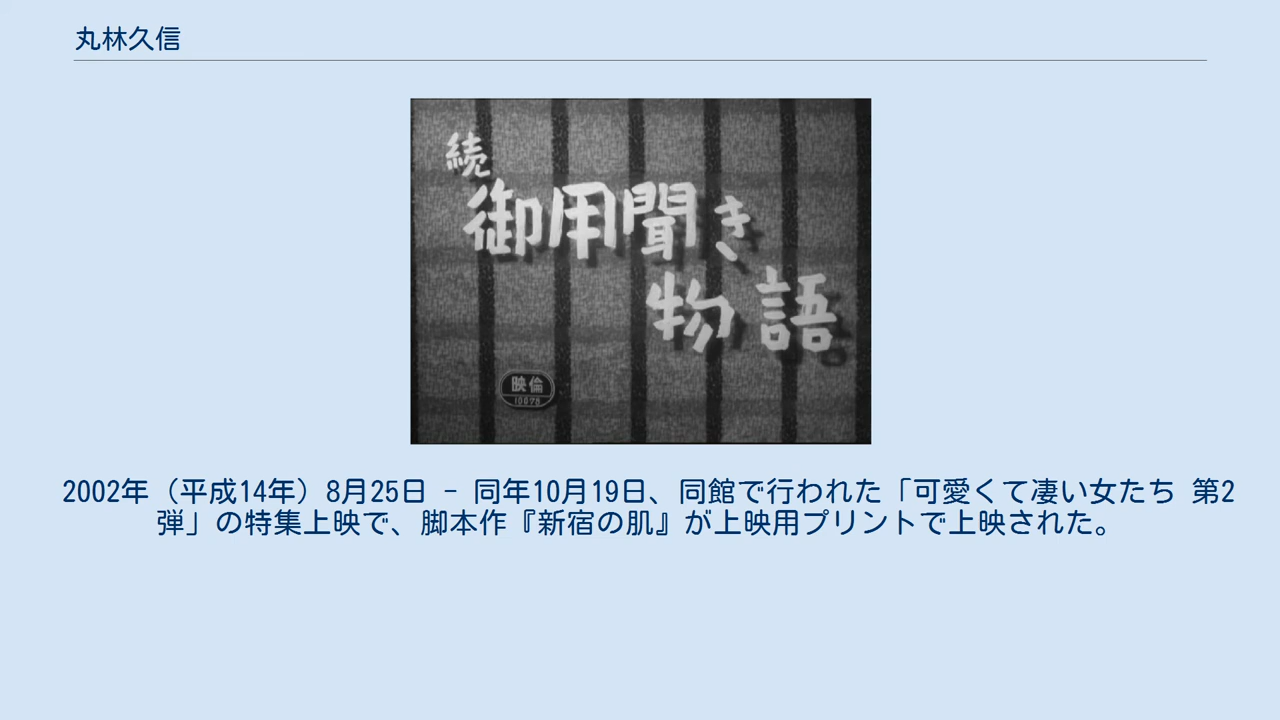 丸林久信
続
御用聞き
物語
映倫
10078
2002年（平成14年）8月25日 - 同年10月19日、同館で行われた「可愛くて凄い女たち 第2
弾」の特集上映で、脚本作『新宿の肌』が上映用プリントで上映された。